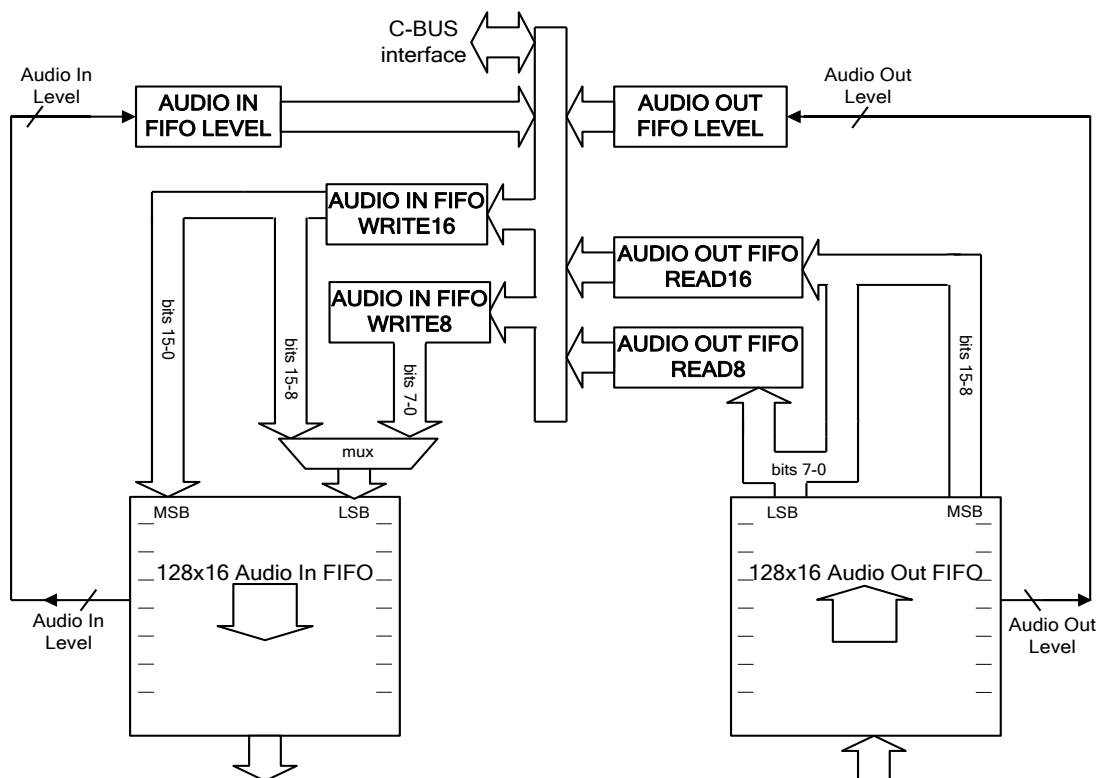 C-BUS
interface
Audio In
Level
AUDIO IN
FIFO LEVEL
AUDIO OUT
FIFO LEVEL
Audio Out
Level
AUDIO IN FIFO
WRITE16
AUDIO OUT FIFO
READ16
AUDIO IN FIFO
WRITE8
AUDIO OUT FIFO
READ8
bits 15-0
bits 15-8
bits 7-0
bits 15-8
mux
bits 7-0
MSB
LSB
LSB
MSB
128x16 Audio In FIFO
128x16 Audio Out FIFO
Audio In
Level
Audio Out
Level